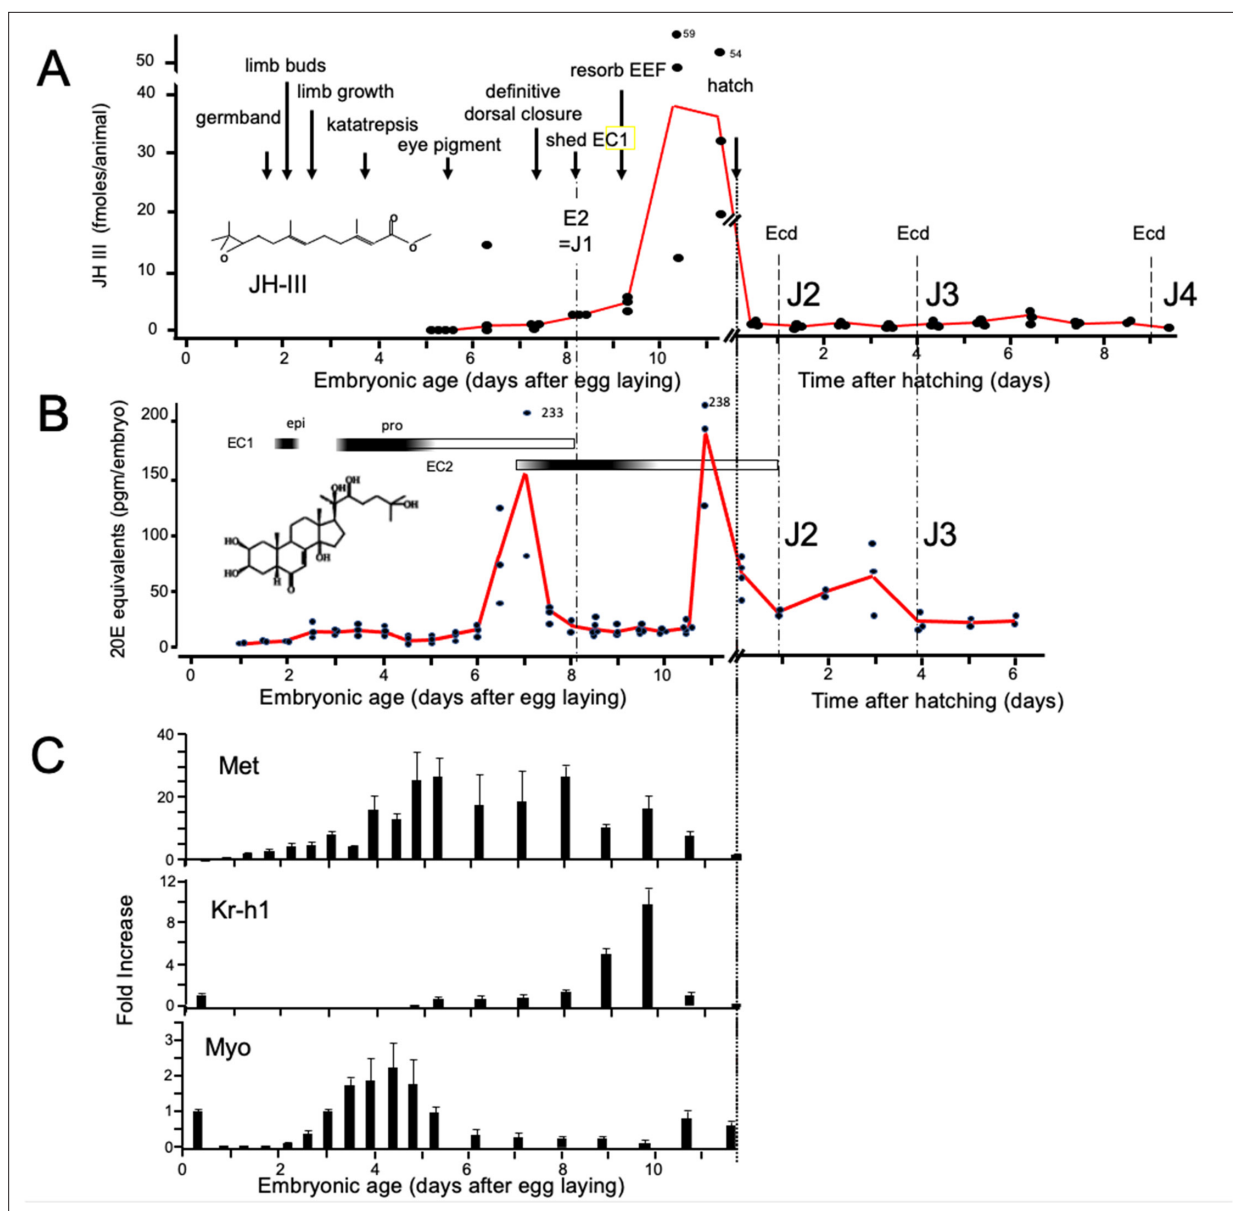 A
50
40
30
20
10
0
JH III (fmoles/animal)
59
54
limb buds
resorb EEF
hatch
limb growth
definitive
germband
dorsal closure
katatrepsis
eye pigment
shed EC1
E2
=J1
Ecd
Ecd
Ecd
O
O
O
JH-III
J2
J3
J4
0 2 4 6 8 10
2 4 6 8
Embryonic age (days after egg laying)
Time after hatching (days)
B
200
150
100
50
0
20E equivalents (pgm/embryo)
epi
pro
EC1
EC2
233
238
OH
OH
OH
HO
HO
OH
H
O
J2
J3
0 2 4 6 8 10
2 4 6
Embryonic age (days after egg laying)
Time after hatching (days)
C
Fold Increase
40
20
0
Met
12
8
4
0
Kr-h1
3
2
1
0
Myo
0 2 4 6 8 10
Embryonic age (days after egg laying)